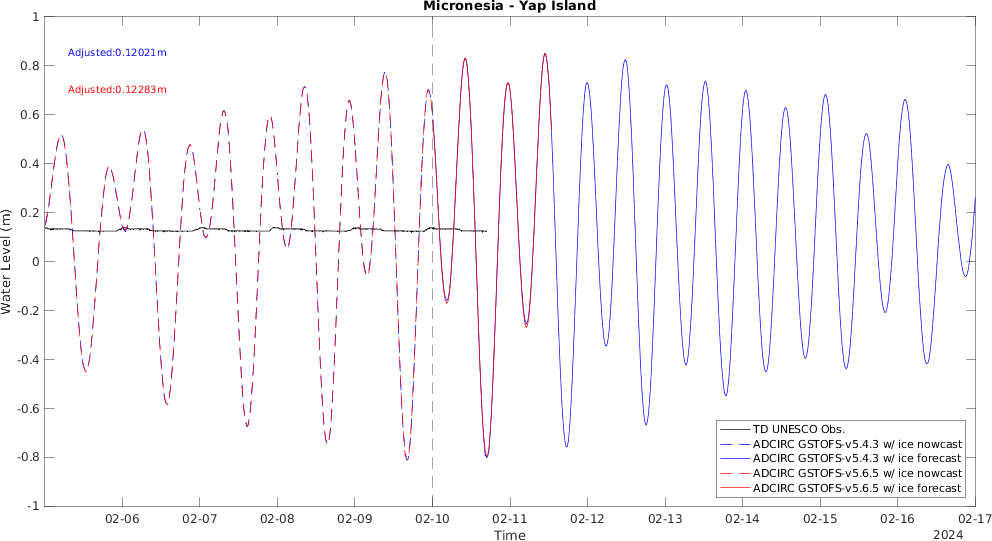 Micronesia - Yap Island
Adjusted:0.12021m
Adjusted:0.12283m
Water Level (m)
1
0.8
0.6
0.4
0.2
0
-0.2
-0.4
-0.6
-0.8
-1
TD UNESCO Obs.
ADCIRC GSTOFS-v5.4.3 w/ ice nowcast
ADCIRC GSTOFS-v5.4.3 w/ ice forecast
ADCIRC GSTOFS-v5.6.5 w/ ice nowcast
ADCIRC GSTOFS-v5.6.5 w/ ice forecast
02-06 02-07 02-08 02-09 02-10 02-11 02-12 02-13 02-14 02-15 02-16 02-17
Time
2024